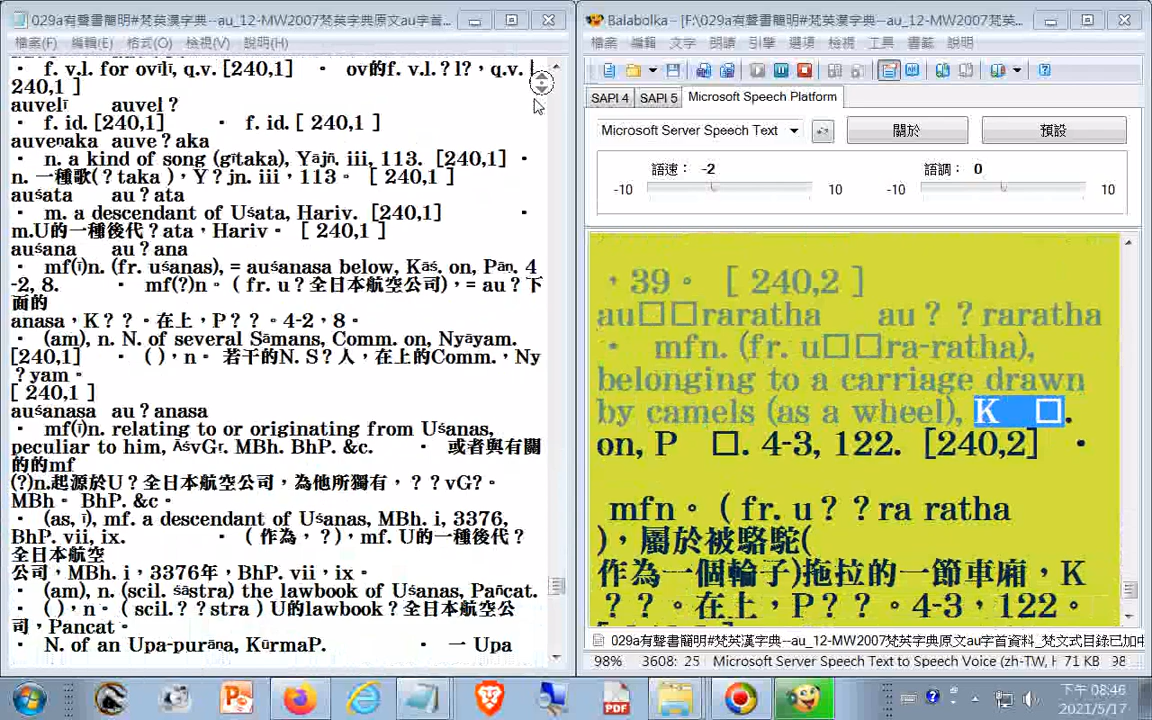 029a有聲書簡明#梵英漢字典--au_12-MW2007梵英字典原文au字首...
檔案(F) 編輯(E) 格式(O) 檢視(V) 說明(H)
‧ f. v.l. for ovilī, q.v. [240,1] ‧ ov的f. v.l.?l?,q.v. [
240,1 ]
auvelī auvel ?
‧ f. id. [240,1] ‧ f. id. [ 240,1 ]
auveṇaka auve ? aka
‧ n. a kind of song (gītaka), Yājñ. iii, 113. [240,1] ‧
n. 一種歌(? taka ),Y ? jn. iii,113。 [ 240,1 ]
auśata au ? ata
‧ m. a descendant of Uśata, Hariv. [240,1] ‧
m.U的一種後代 ? ata,Hariv。 [ 240,1 ]
auśana au ? ana
‧ mf(ī)n. (fr. uśanas), = auśanasa below, Kāś. on, Pāṇ. 4
-2, 8. ‧ mf(?)n。 ( fr. u ? 全日本航空公司),= au ? 下
面的
anasa,K ? ?。在上,P ? ?。4-2,8。
‧ (am), n. N. of several Sāmans, Comm. on, Nyāyam.
[240,1] ‧ ( ),n。 若干的N. S ? 人,在上的Comm.,Ny
? yam。
[ 240,1 ]
auśanasa au ? anasa
‧ mf(ī)n. relating to or originating from Uśanas,
peculiar to him, ĀśvGṛ. MBh. BhP. &c. ‧ 或者與有關
的的mf
(?)n.起源於U ? 全日本航空公司,為他所獨有,? ? vG?。
MBh。 BhP. &c。
‧ (as, ī), mf. a descendant of Uśanas, MBh. i, 3376,
BhP. vii, ix. ‧ ( 作為,? ),mf. U的一種後代 ?
全日本航空
公司,MBh. i,3376年,BhP. vii,ix。
‧ (am), n. (scil. śāstra) the lawbook of Uśanas, Pañcat.
‧ ( ),n。 ( scil. ? ? stra ) U的lawbook ? 全日本航空公
司,Pancat。
‧ N. of an Upa-purāṇa, KūrmaP. 一 Upa
Balabolka - [F:\029a有聲書簡明#梵英漢字典--au_12-MW2007梵英...
檔案 編輯 文字 朗讀 引擎 選項 檢視 工具 書籤 說明
SAPI 4 SAPI 5 Microsoft Speech Platform
Microsoft Server Speech Text 關於 預設
語速: -2 語調: 0
-10 10 -10 10
‧39。 [ 240,2 ]
au□□raratha au ? ? raratha
‧ mfn. (fr. u□□ra-ratha),
belonging to a carriage drawn
by camels (as a wheel), K □.
on, P □. 4-3, 122. [240,2] ‧
mfn。 ( fr. u ? ? ra ratha
),屬於被駱駝(
作為一個輪子)拖拉的一節車廂,K
? ?。在上,P ? ?。4-3,122。
029a有聲書簡明#梵英漢字典--au_12-MW2007梵英字典原文au字首資料_梵文式目錄已加中
98% 3608: 25 Microsoft Server Speech Text to Speech Voice (zh-TW, H 71 KB
下午 08:46
2021/5/17